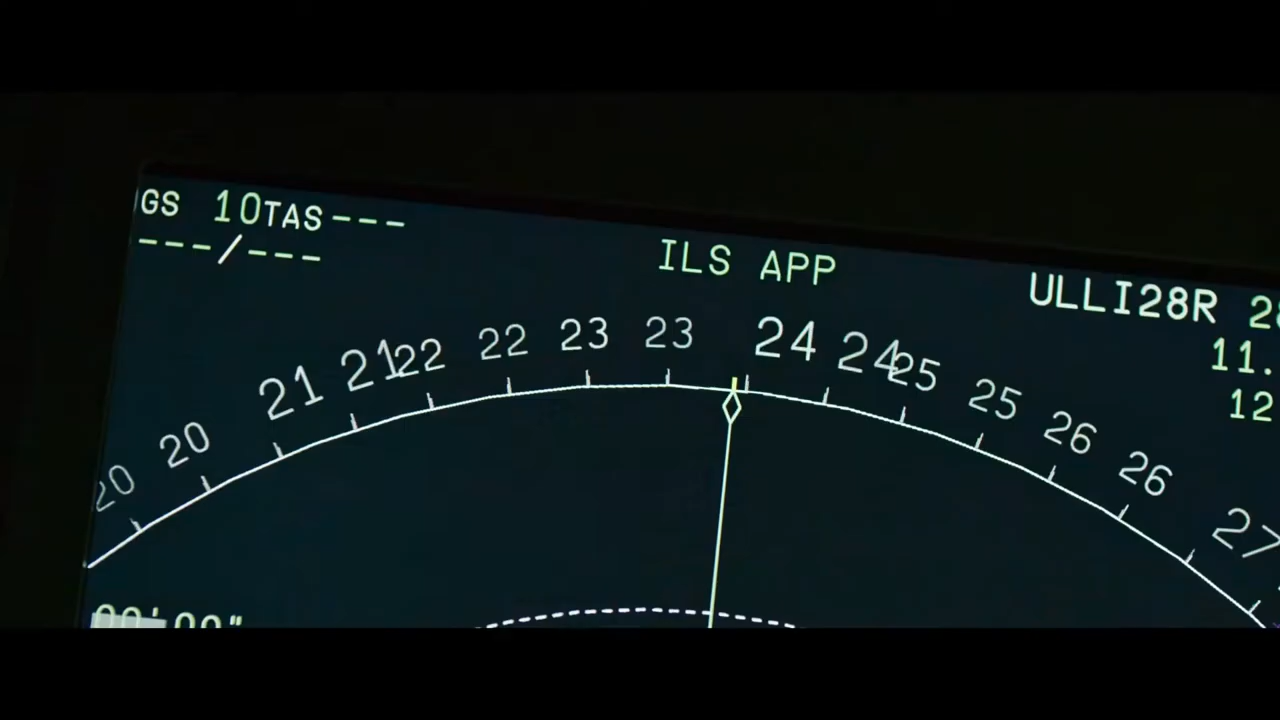 GS 10TAS---
---/---
ILS APP
ULLI28R
11.
12
20 20 21 21 22 22 23 23 24 24 25 25 26 26 27